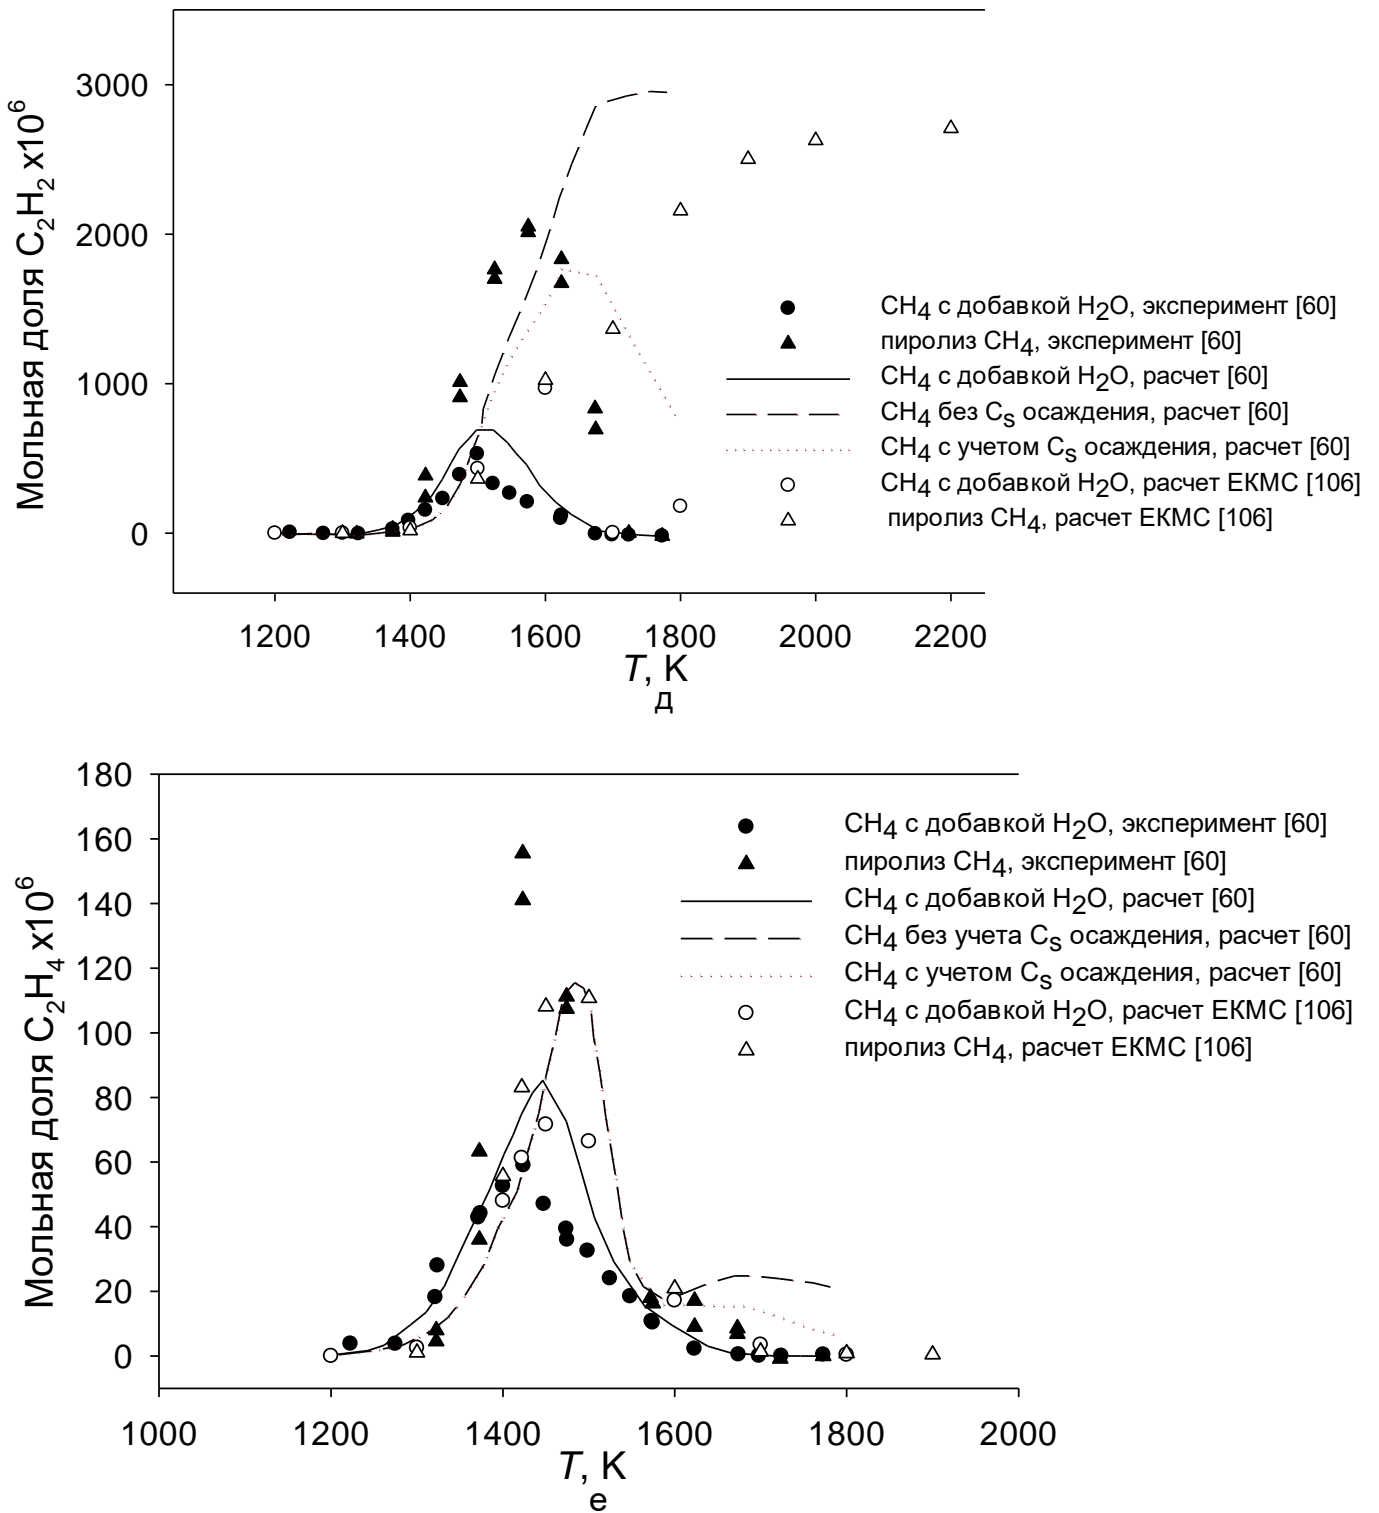 Мольная доля C2H2 x10^6
3000
2000
1000
0
CH4 с добавкой H2O, эксперимент [60]
пиролиз CH4, эксперимент [60]
CH4 с добавкой H2O, расчет [60]
CH4 без Cs осаждения, расчет [60]
CH4 с учетом Cs осаждения, расчет [60]
CH4 с добавкой H2O, расчет ЕКМС [106]
пиролиз CH4, расчет ЕКМС [106]
1200 1400 1600 1800 2000 2200
T, K
д
Мольная доля C2H4 x10^6
180
160
140
120
100
80
60
40
20
0
CH4 с добавкой H2O, эксперимент [60]
пиролиз CH4, эксперимент [60]
CH4 с добавкой H2O, расчет [60]
CH4 без учета Cs осаждения, расчет [60]
CH4 с учетом Cs осаждения, расчет [60]
CH4 с добавкой H2O, расчет ЕКМС [106]
пиролиз CH4, расчет ЕКМС [106]
1000 1200 1400 1600 1800 2000
T, K
е